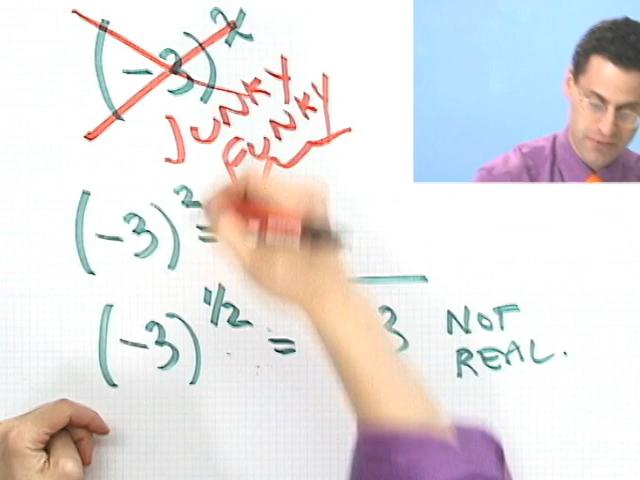 (-3)^x
JUNKY
FUNKY
(-3)^2 =
(-3)^1/2 = 3 NOT
REAL.